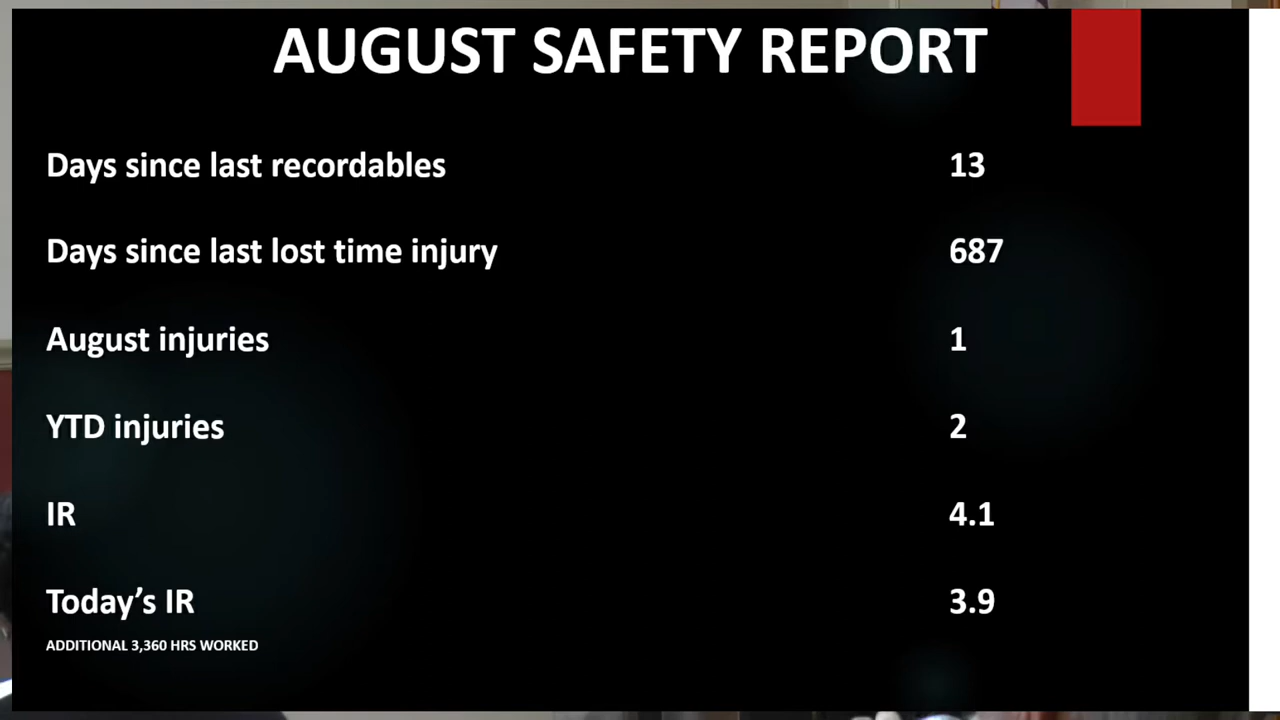 AUGUST SAFETY REPORT
Days since last recordables 13
Days since last lost time injury 687
August injuries 1
YTD injuries 2
IR 4.1
Today’s IR 3.9
ADDITIONAL 3,360 HRS WORKED